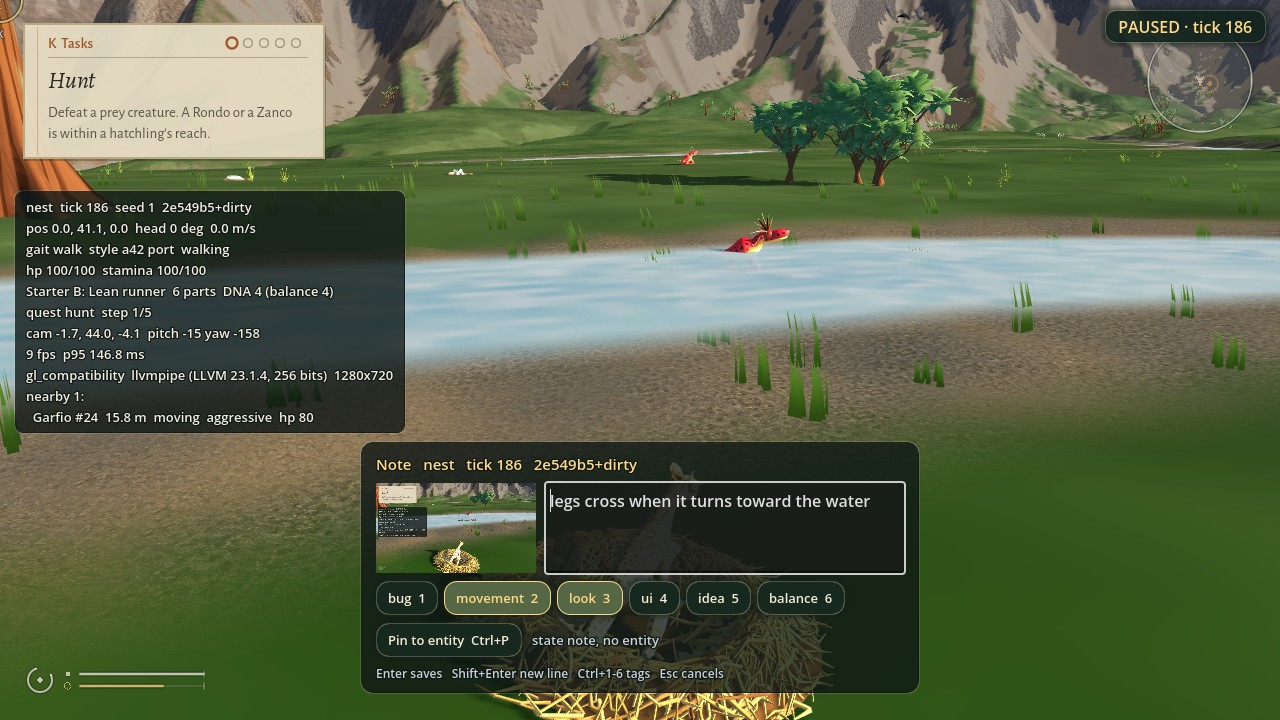 PAUSED · tick 186
K Tasks
Hunt
Defeat a prey creature. A Rondo or a Zanco
is within a hatchling's reach.
nest tick 186 seed 1 2e549b5+dirty
pos 0.0, 41.1, 0.0 head 0 deg 0.0 m/s
gait walk style a42 port walking
hp 100/100 stamina 100/100
Starter B: Lean runner 6 parts DNA 4 (balance 4)
quest hunt step 1/5
cam -1.7, 44.0, -4.1 pitch -15 yaw -158
9 fps p95 146.8 ms
gl_compatibility llvmpipe (LLVM 23.1.4, 256 bits) 1280x720
nearby 1:
Garfio #24 15.8 m moving aggressive hp 80
Note nest tick 186 2e549b5+dirty
legs cross when it turns toward the water
bug 1 movement 2 look 3 ui 4 idea 5 balance 6
Pin to entity Ctrl+P state note, no entity
Enter saves Shift+Enter new line Ctrl+1-6 tags Esc cancels